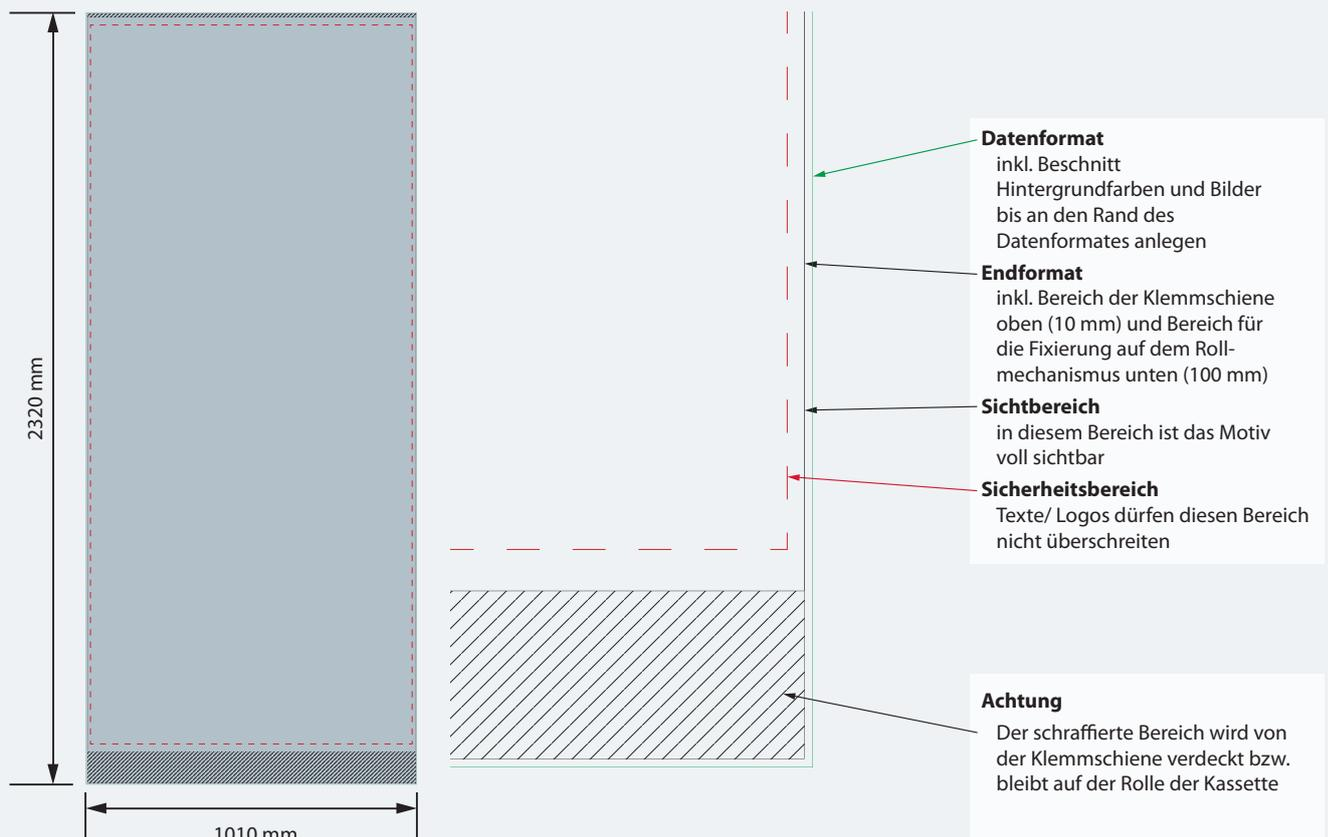 2320 mm
1010 mm
Datenformat
inkl. Beschnitt
Hintergrundfarben und Bilder
bis an den Rand des
Datenformates anlegen
Endformat
inkl. Bereich der Klemmschiene
oben (10 mm) und Bereich für
die Fixierung auf dem Roll-
mechanismus unten (100 mm)
Sichtbereich
in diesem Bereich ist das Motiv
voll sichtbar
Sicherheitsbereich
Texte/ Logos dürfen diesen Bereich
nicht überschreiten
Achtung
Der schraffierte Bereich wird von
der Klemmschiene verdeckt bzw.
bleibt auf der Rolle der Kassette